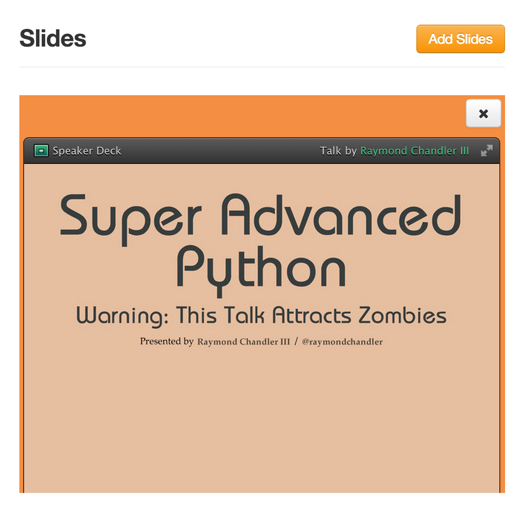 Slides
Add Slides
Speaker Deck
Talk by Raymond Chandler III
Super Advanced
Python
Warning: This Talk Attracts Zombies
Presented by Raymond Chandler III / @raymondchandler